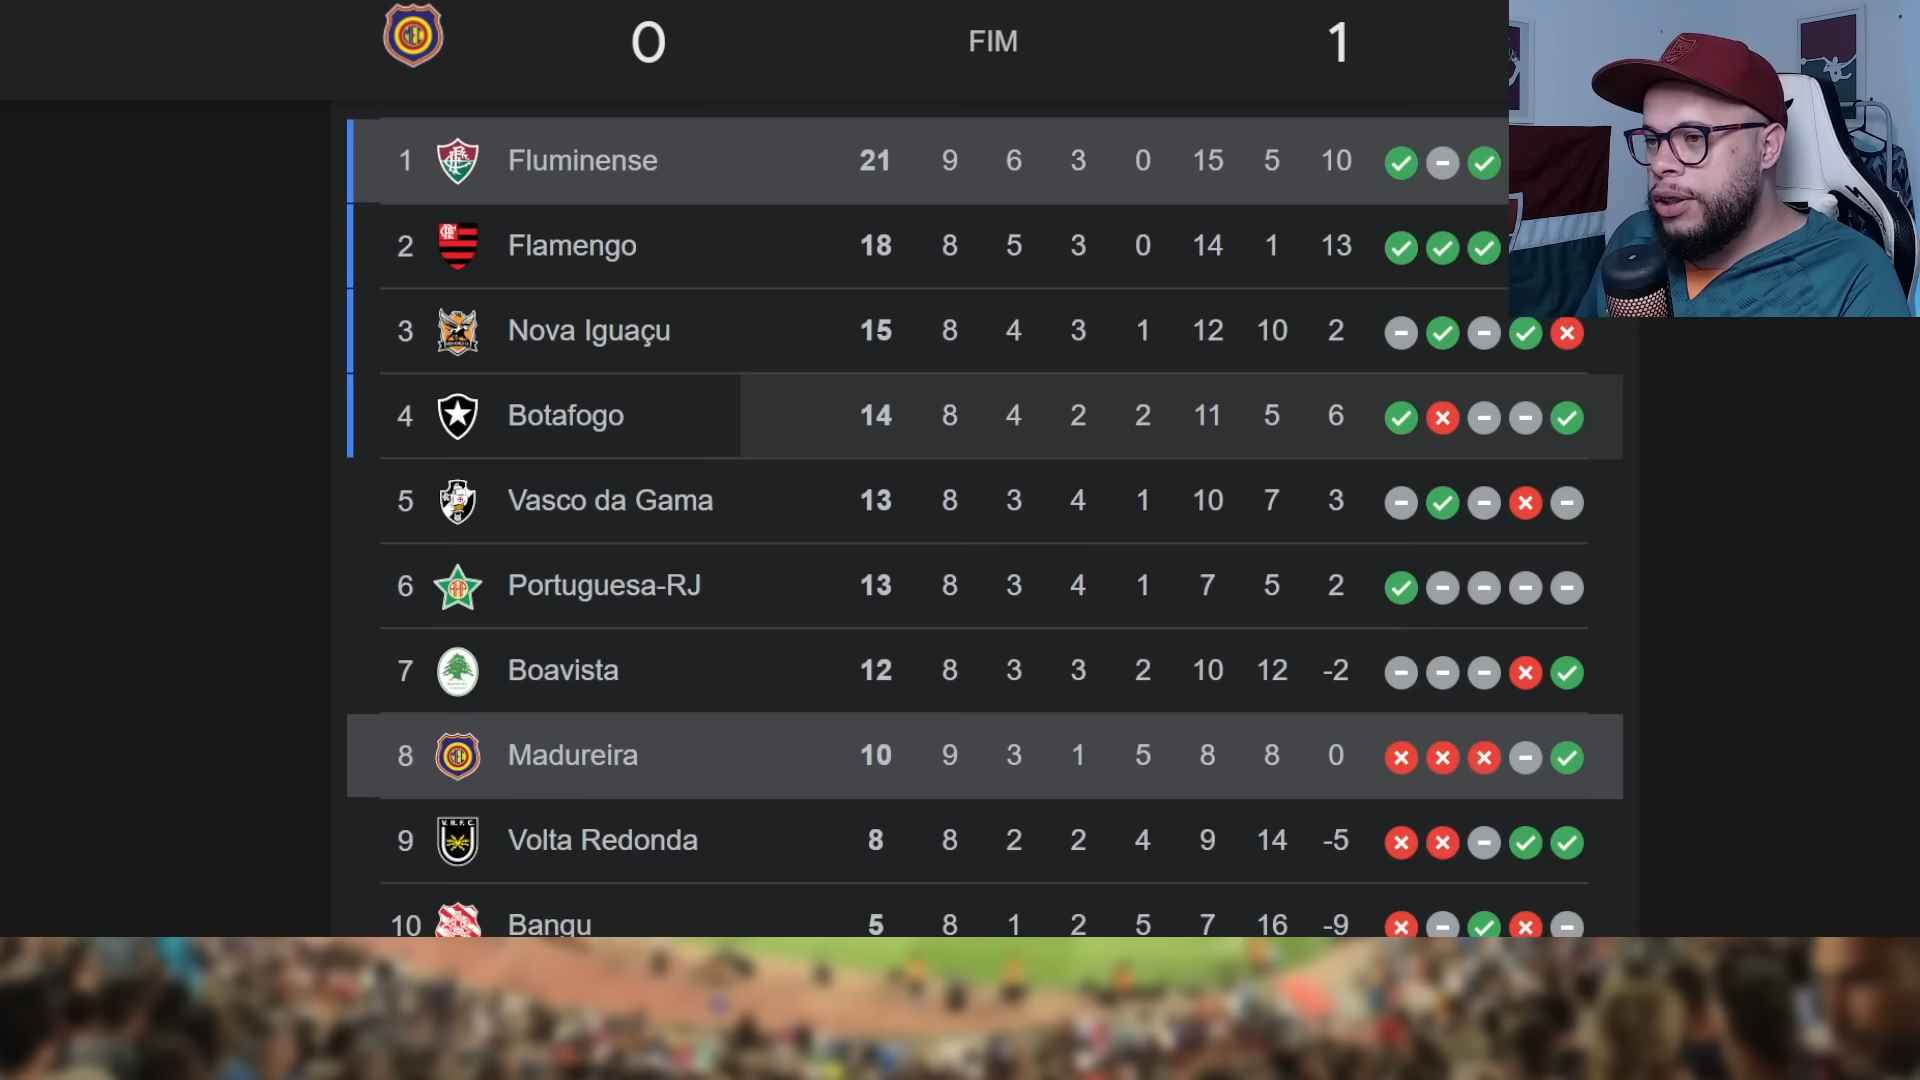 0 FIM 1
1 Fluminense 21 9 6 3 0 15 5 10
2 Flamengo 18 8 5 3 0 14 1 13
3 Nova Iguaçu 15 8 4 3 1 12 10 2
4 Botafogo 14 8 4 2 2 11 5 6
5 Vasco da Gama 13 8 3 4 1 10 7 3
6 Portuguesa-RJ 13 8 3 4 1 7 5 2
7 Boavista 12 8 3 3 2 10 12 -2
8 Madureira 10 9 3 1 5 8 8 0
9 Volta Redonda 8 8 2 2 4 9 14 -5
10 Bangu 5 8 1 2 5 7 16 -9